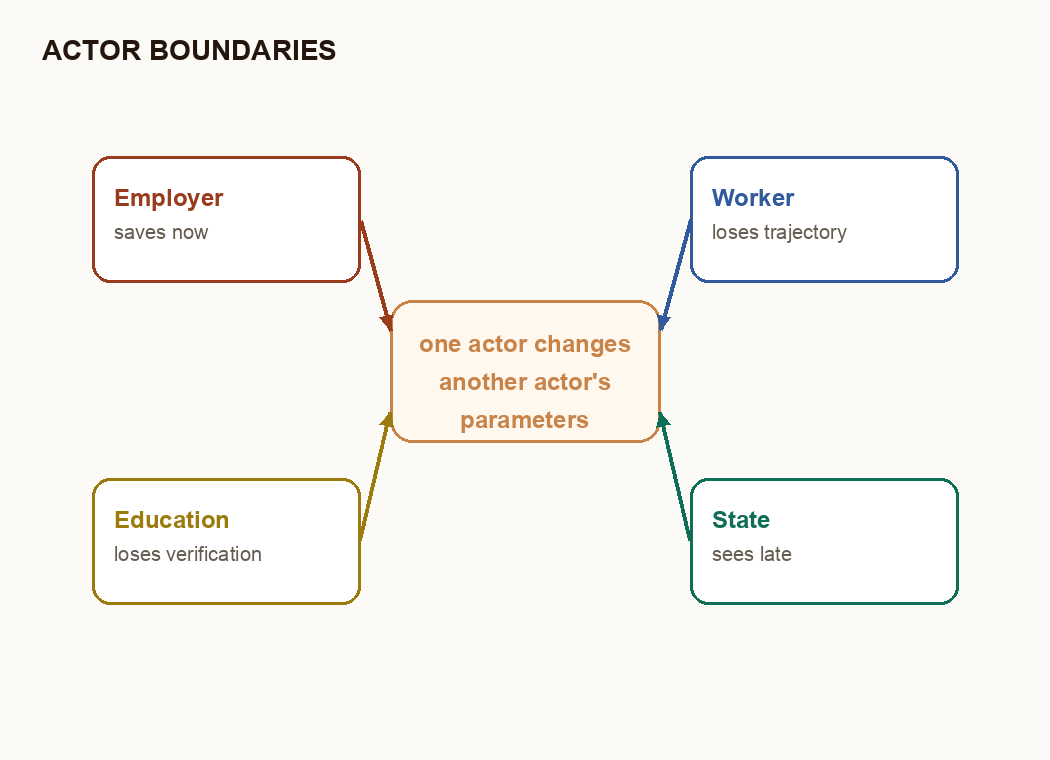 ACTOR BOUNDARIES
Employer
saves now
Worker
loses trajectory
one actor changes
another actor's
parameters
Education
loses verification
State
sees late